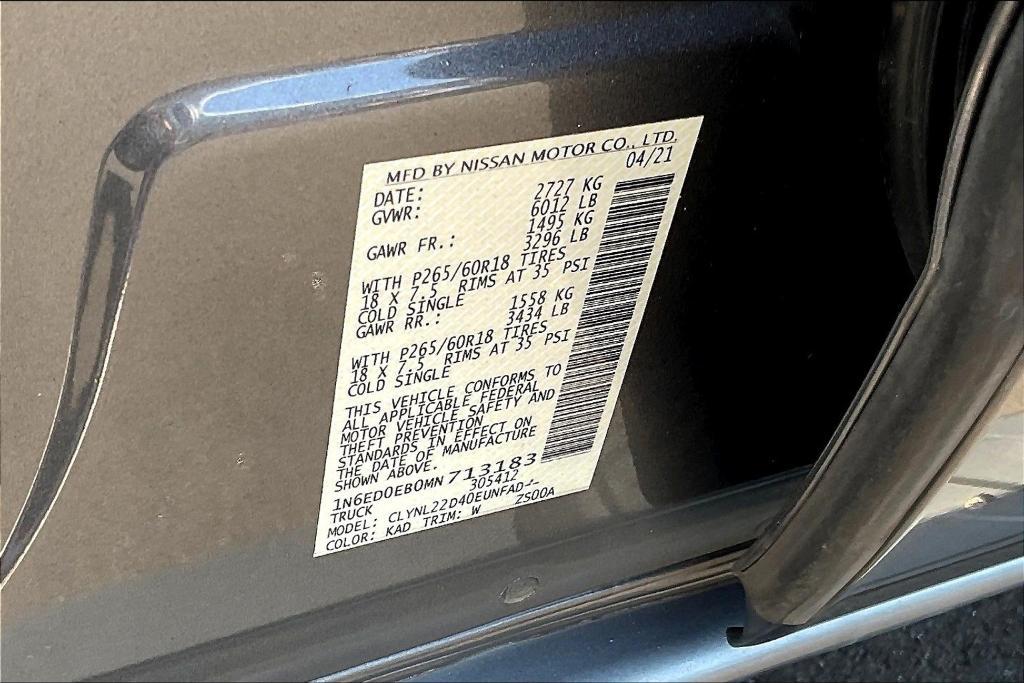 MFD BY NISSAN MOTOR CO., LTD.
DATE: 04/21
GVWR: 2727 KG
6012 LB
GAWR FR.: 1495 KG
3296 LB
WITH P265/60R18 TIRES
18 X 7.5 RIMS AT 35 PSI
COLD SINGLE
GAWR RR.: 1558 KG
3434 LB
WITH P265/60R18 TIRES
18 X 7.5 RIMS AT 35 PSI
COLD SINGLE
THIS VEHICLE CONFORMS TO
ALL APPLICABLE FEDERAL
MOTOR VEHICLE SAFETY AND
THEFT PREVENTION
STANDARDS IN EFFECT ON
THE DATE OF MANUFACTURE
SHOWN ABOVE.
1N6ED0EB0MN 713183
TRUCK 305412
MODEL: CLYNL22D40EUNFAD--
COLOR: KAD TRIM: W ZS00A